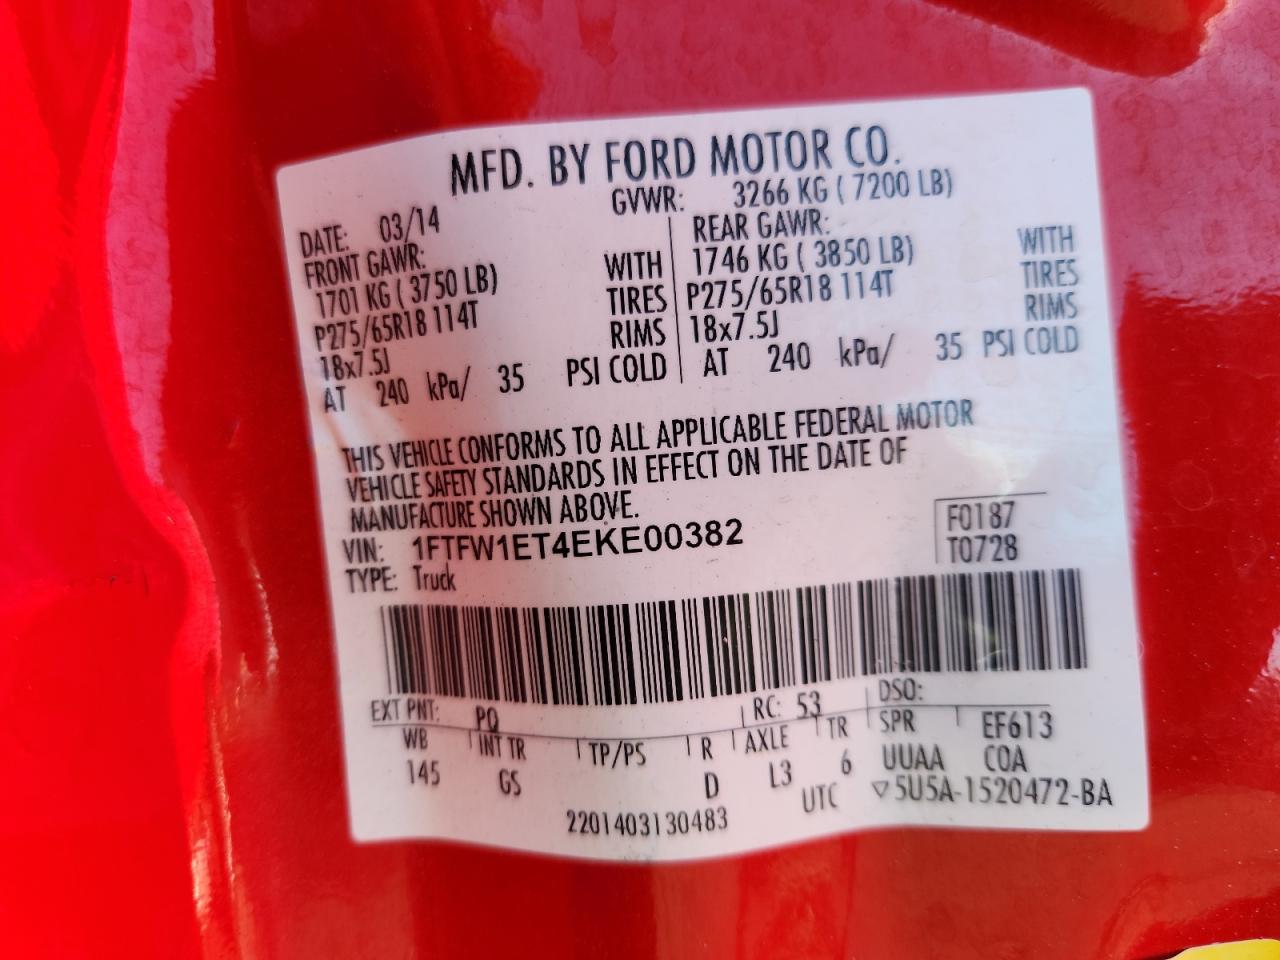 MFD. BY FORD MOTOR CO.
DATE: 03/14 GVWR: 3266 KG ( 7200 LB)
FRONT GAWR: REAR GAWR:
1701 KG ( 3750 LB) WITH 1746 KG ( 3850 LB) WITH
P275/65R18 114T TIRES P275/65R18 114T TIRES
18x7.5J RIMS 18x7.5J RIMS
AT 240 kPa/ 35 PSI COLD AT 240 kPa/ 35 PSI COLD
THIS VEHICLE CONFORMS TO ALL APPLICABLE FEDERAL MOTOR
VEHICLE SAFETY STANDARDS IN EFFECT ON THE DATE OF
MANUFACTURE SHOWN ABOVE.
F0187
VIN: 1FTFW1ET4EKE00382
T0728
TYPE: Truck
EXT PNT: PQ RC: 53 DSO:
WB INT TR TP/PS R AXLE TR SPR EF613
145 GS D L3 6 UUAA COA
UTC ▽5U5A-1520472-BA
2201403130483